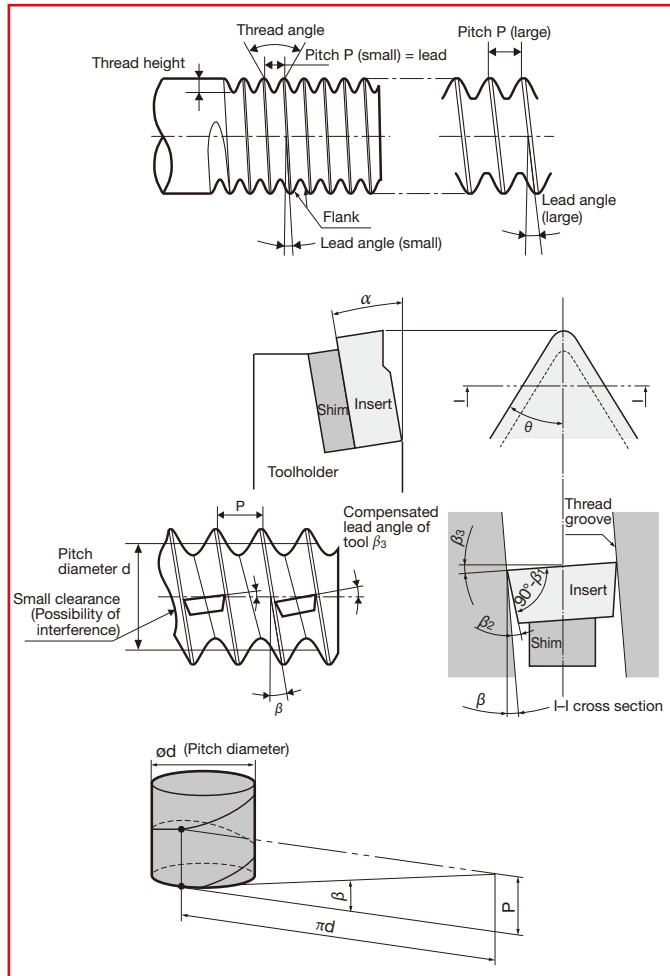 Thread angle
Pitch P (small) = lead
Pitch P (large)
Thread height
Flank
Lead angle (small)
Lead angle
(large)
α
Shim
Insert
Toolholder
I
I
θ
P
Compensated
lead angle of
tool β3
Pitch
diameter d
Small clearance
(Possibility of
interference)
β
Thread
groove
β3
90°-β1
Insert
β2
Shim
β
I–I cross section
ød (Pitch diameter)
β
P
πd